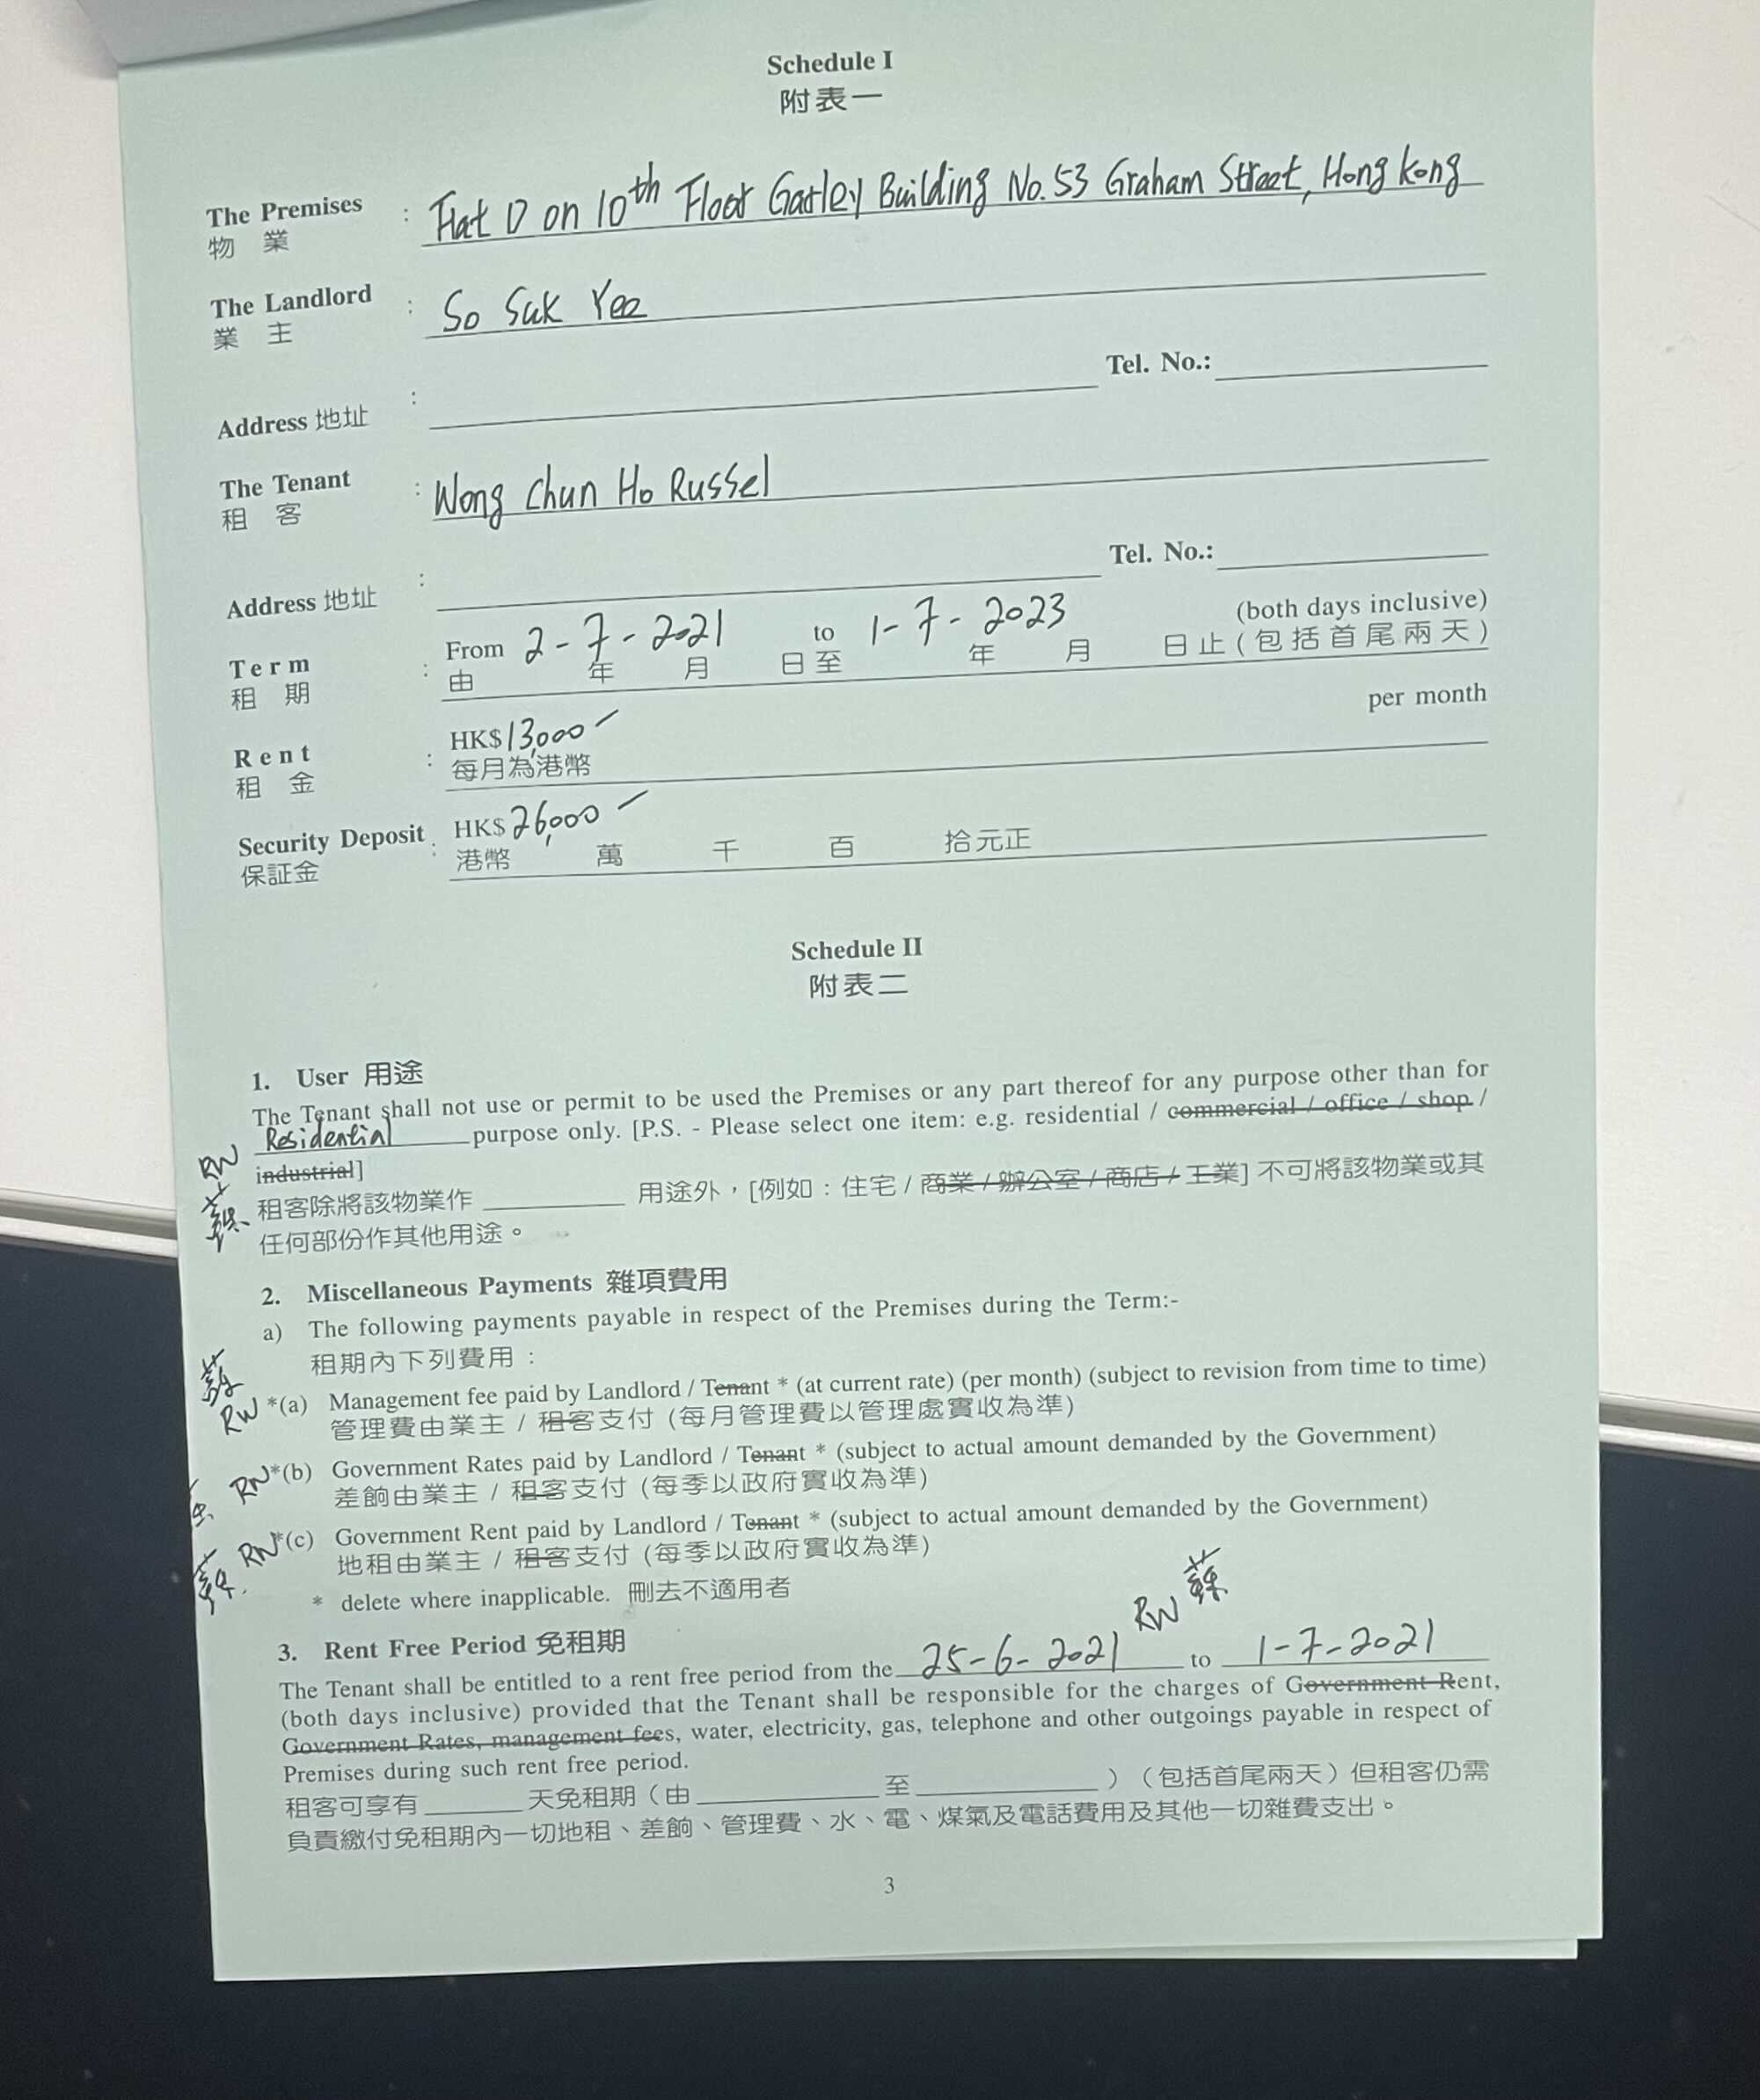 Schedule I
附表一
The Premises : Flat D on 10th Floor Garley Building No. 53 Graham Street, Hong Kong
物 業
The Landlord : So Suk Yee
業 主
Tel. No.:
Address 地址 :
The Tenant : Wong Chun Ho Russel
租 客
Tel. No.:
Address 地址 :
Term : From 2-7-2021 to 1-7-2023 (both days inclusive)
租 期 由 年 月 日至 年 月 日止(包括首尾兩天)
Rent : HK$ 13,000 per month
租 金 每月為港幣
Security Deposit : HK$ 26,000
保証金 港幣 萬 千 百 拾元正
Schedule II
附表二
1. User 用途
The Tenant shall not use or permit to be used the Premises or any part thereof for any purpose other than for
Residential purpose only. [P.S. - Please select one item: e.g. residential / commercial / office / shop /
RW industrial]
蘇 租客除將該物業作 用途外,[例如:住宅 / 商業 / 辦公室 / 商店 / 工業] 不可將該物業或其
任何部份作其他用途。
2. Miscellaneous Payments 雜項費用
a) The following payments payable in respect of the Premises during the Term:-
租期內下列費用:
蘇 RW *(a) Management fee paid by Landlord / Tenant * (at current rate) (per month) (subject to revision from time to time)
管理費由業主 / 租客支付 (每月管理費以管理處實收為準)
RW *(b) Government Rates paid by Landlord / Tenant * (subject to actual amount demanded by the Government)
差餉由業主 / 租客支付 (每季以政府實收為準)
蘇 RW *(c) Government Rent paid by Landlord / Tenant * (subject to actual amount demanded by the Government)
地租由業主 / 租客支付 (每季以政府實收為準)
* delete where inapplicable. 刪去不適用者
RW 蘇
3. Rent Free Period 免租期
The Tenant shall be entitled to a rent free period from the 25-6-2021 to 1-7-2021
(both days inclusive) provided that the Tenant shall be responsible for the charges of Government Rent,
Government Rates, management fees, water, electricity, gas, telephone and other outgoings payable in respect of
Premises during such rent free period.
租客可享有 天免租期(由 至 )(包括首尾兩天)但租客仍需
負責繳付免租期內一切地租、差餉、管理費、水、電、煤氣及電話費用及其他一切雜費支出。
3